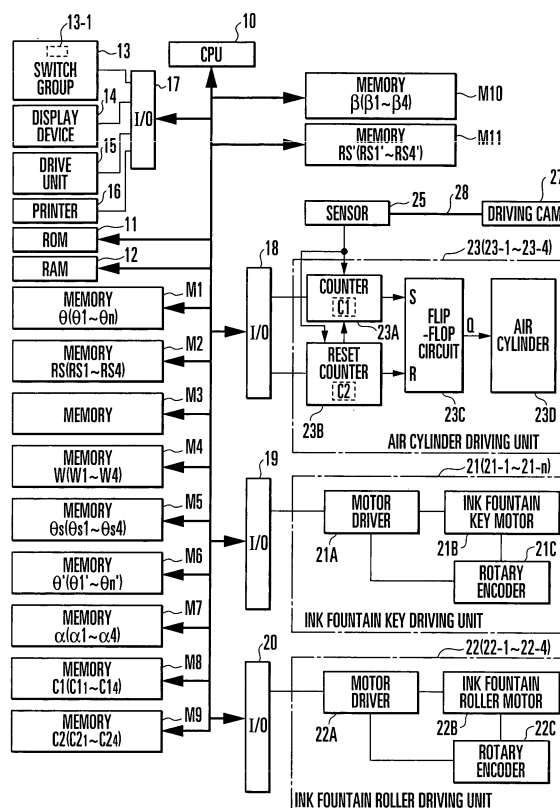 13-1
13
SWITCH
GROUP
17
I/O
10
CPU
14
DISPLAY
DEVICE
15
DRIVE
UNIT
16
PRINTER
11
ROM
12
RAM
MEMORY
β(β1~β4)
M10
MEMORY
RS'(RS1'~RS4')
M11
SENSOR
25
28
27
DRIVING CAM
M1
MEMORY
θ(θ1~θn)
M2
MEMORY
RS(RS1~RS4)
M3
MEMORY
M4
MEMORY
W(W1~W4)
M5
MEMORY
θs(θs1~θs4)
M6
MEMORY
θ'(θ1'~θn')
M7
MEMORY
α(α1~α4)
M8
MEMORY
C1(C11~C14)
M9
MEMORY
C2(C21~C24)
18
I/O
23(23-1~23-4)
COUNTER
C1
23A
RESET
COUNTER
C2
23B
S
R
FLIP
-FLOP
CIRCUIT
23C
Q
AIR
CYLINDER
23D
AIR CYLINDER DRIVING UNIT
19
I/O
21(21-1~21-n)
MOTOR
DRIVER
21A
INK FOUNTAIN
KEY MOTOR
21B
21C
ROTARY
ENCODER
INK FOUNTAIN KEY DRIVING UNIT
20
I/O
22(22-1~22-4)
MOTOR
DRIVER
22A
INK FOUNTAIN
ROLLER MOTOR
22B
22C
ROTARY
ENCODER
INK FOUNTAIN ROLLER DRIVING UNIT